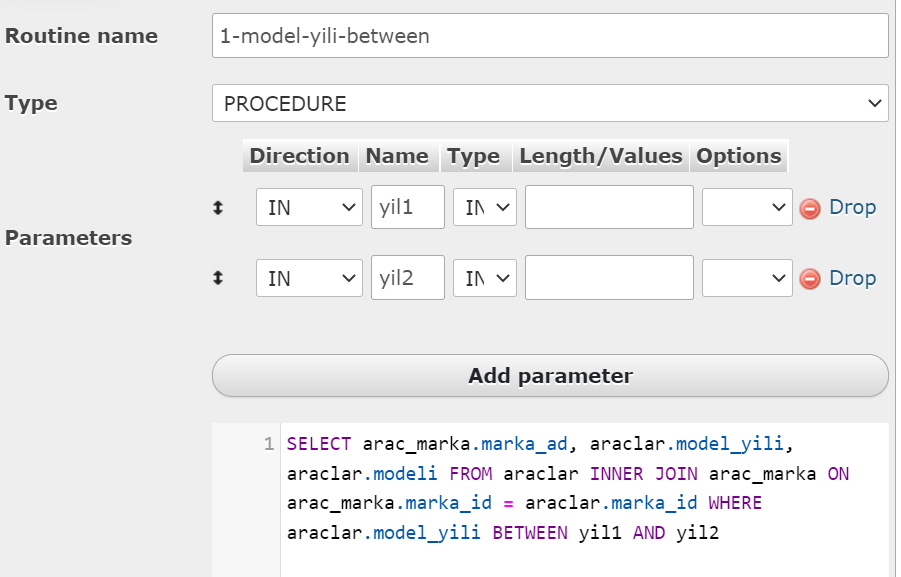 Routine name 1-model-yili-between
Type PROCEDURE
Direction Name Type Length/Values Options
IN yil1 IN Drop
Parameters
IN yil2 IN Drop
Add parameter
1 SELECT arac_marka.marka_ad, araclar.model_yili,
araclar.modeli FROM araclar INNER JOIN arac_marka ON
arac_marka.marka_id = araclar.marka_id WHERE
araclar.model_yili BETWEEN yil1 AND yil2